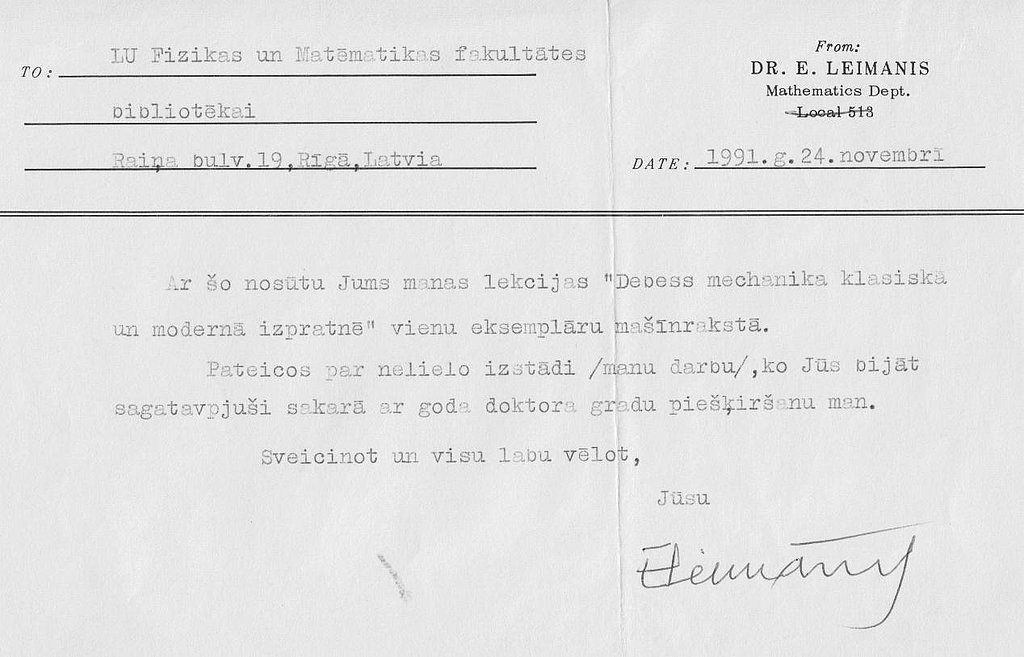 From:
DR. E. LEIMANIS
Mathematics Dept.
Local 513
TO: LU Fizikas un Matēmatikas fakultātes
bibliotēkai
Raiņa bulv.19,Rīgā,Latvia
DATE: 1991.g.24.novembrī
Ar šo nosūtu Jums manas lekcijas "Debess mechanika klasiskā
un modernā izpratnē" vienu eksemplāru mašīnrakstā.
Pateicos par nelielo izstādi /manu darbu/,ko Jūs bijāt
sagatavpjuši sakarā ar goda doktora gradu piešķiršanu man.
Sveicinot un visu labu vēlot,
Jūsu
ELeimanis